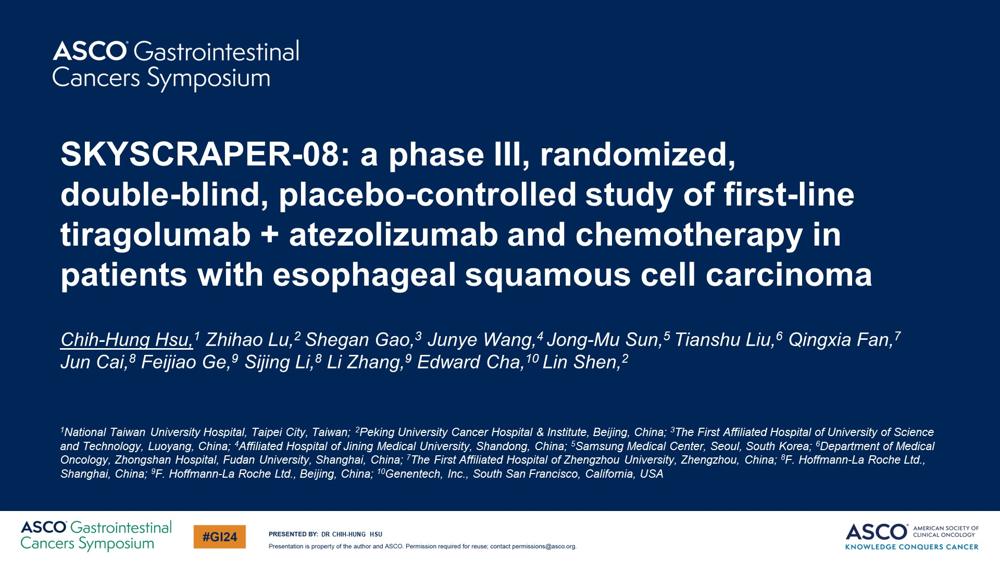 ASCO® Gastrointestinal
Cancers Symposium
SKYSCRAPER-08: a phase III, randomized,
double-blind, placebo-controlled study of first-line
tiragolumab + atezolizumab and chemotherapy in
patients with esophageal squamous cell carcinoma
Chih-Hung Hsu,¹ Zhihao Lu,² Shegan Gao,³ Junye Wang,⁴ Jong-Mu Sun,⁵ Tianshu Liu,⁶ Qingxia Fan,⁷
Jun Cai,⁸ Feijiao Ge,⁹ Sijing Li,⁸ Li Zhang,⁹ Edward Cha,¹⁰ Lin Shen,²
¹National Taiwan University Hospital, Taipei City, Taiwan; ²Peking University Cancer Hospital & Institute, Beijing, China; ³The First Affiliated Hospital of University of Science
and Technology, Luoyang, China; ⁴Affiliated Hospital of Jining Medical University, Shandong, China; ⁵Samsung Medical Center, Seoul, South Korea; ⁶Department of Medical
Oncology, Zhongshan Hospital, Fudan University, Shanghai, China; ⁷The First Affiliated Hospital of Zhengzhou University, Zhengzhou, China; ⁸F. Hoffmann-La Roche Ltd.,
Shanghai, China; ⁹F. Hoffmann-La Roche Ltd., Beijing, China; ¹⁰Genentech, Inc., South San Francisco, California, USA
ASCO® Gastrointestinal
Cancers Symposium
#GI24
PRESENTED BY: DR CHIH-HUNG HSU
Presentation is property of the author and ASCO. Permission required for reuse; contact permissions@asco.org.
ASCO® AMERICAN SOCIETY OF
CLINICAL ONCOLOGY
KNOWLEDGE CONQUERS CANCER